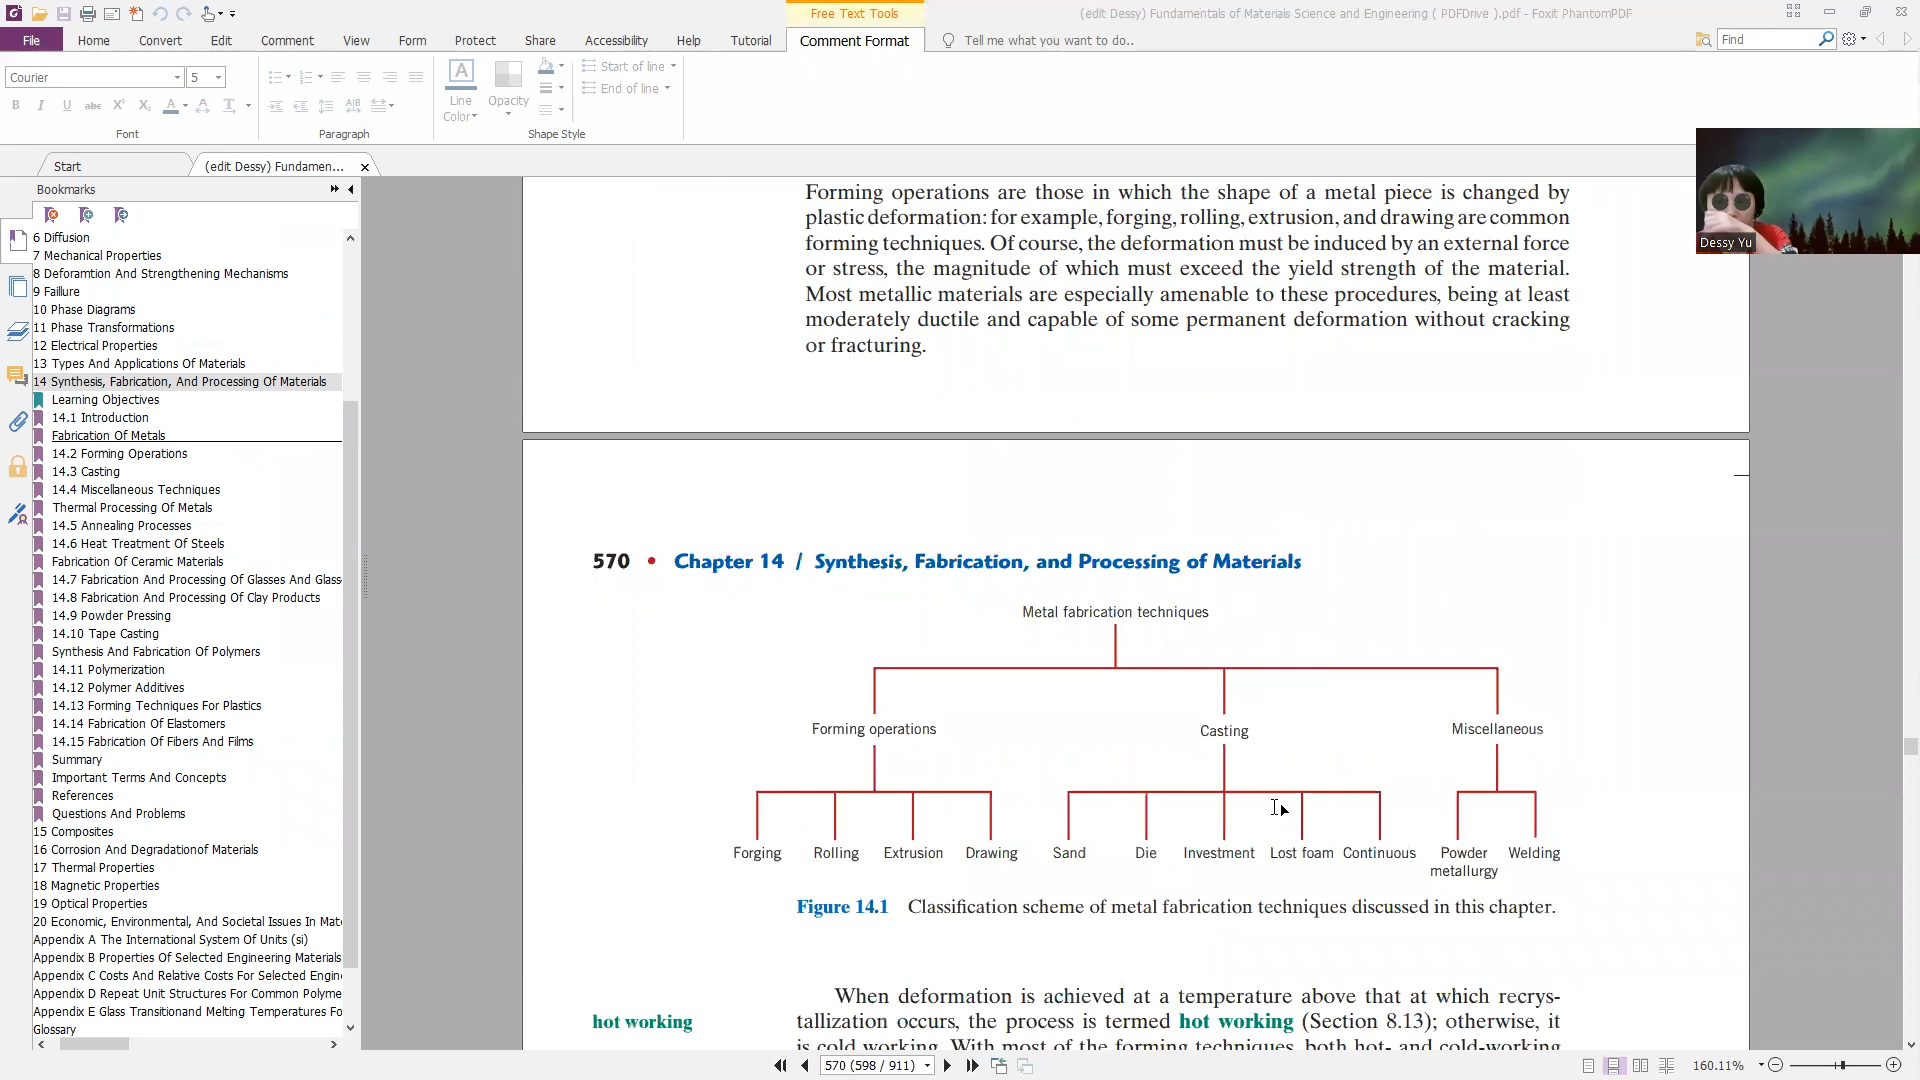 Free Text Tools
(edit Dessy) Fundamentals of Materials Science and Engineering ( PDFDrive ).pdf - Foxit PhantomPDF
File Home Convert Edit Comment View Form Protect Share Accessibility Help Tutorial Comment Format Tell me what you want to do.. Find
Courier 5
Start of line
End of line
B I U abc X² X₂ A A T
Line Color
Opacity
Font Paragraph Shape Style
Start (edit Dessy) Fundamen...
Bookmarks
6 Diffusion
7 Mechanical Properties
8 Deforamtion And Strengthening Mechanisms
9 Failure
10 Phase Diagrams
11 Phase Transformations
12 Electrical Properties
13 Types And Applications Of Materials
14 Synthesis, Fabrication, And Processing Of Materials
Learning Objectives
14.1 Introduction
Fabrication Of Metals
14.2 Forming Operations
14.3 Casting
14.4 Miscellaneous Techniques
Thermal Processing Of Metals
14.5 Annealing Processes
14.6 Heat Treatment Of Steels
Fabrication Of Ceramic Materials
14.7 Fabrication And Processing Of Glasses And Glass
14.8 Fabrication And Processing Of Clay Products
14.9 Powder Pressing
14.10 Tape Casting
Synthesis And Fabrication Of Polymers
14.11 Polymerization
14.12 Polymer Additives
14.13 Forming Techniques For Plastics
14.14 Fabrication Of Elastomers
14.15 Fabrication Of Fibers And Films
Summary
Important Terms And Concepts
References
Questions And Problems
15 Composites
16 Corrosion And Degradationof Materials
17 Thermal Properties
18 Magnetic Properties
19 Optical Properties
20 Economic, Environmental, And Societal Issues In Mat
Appendix A The International System Of Units (si)
Appendix B Properties Of Selected Engineering Materials
Appendix C Costs And Relative Costs For Selected Engin
Appendix D Repeat Unit Structures For Common Polyme
Appendix E Glass Transitionand Melting Temperatures Fo
Glossary
Forming operations are those in which the shape of a metal piece is changed by
plastic deformation: for example, forging, rolling, extrusion, and drawing are common
forming techniques. Of course, the deformation must be induced by an external force
or stress, the magnitude of which must exceed the yield strength of the material.
Most metallic materials are especially amenable to these procedures, being at least
moderately ductile and capable of some permanent deformation without cracking
or fracturing.
Dessy Yu
570 • Chapter 14 / Synthesis, Fabrication, and Processing of Materials
Metal fabrication techniques
Forming operations Casting Miscellaneous
Forging Rolling Extrusion Drawing Sand Die Investment Lost foam Continuous Powder metallurgy Welding
Figure 14.1 Classification scheme of metal fabrication techniques discussed in this chapter.
When deformation is achieved at a temperature above that at which recrys-
hot working
tallization occurs, the process is termed hot working (Section 8.13); otherwise, it
is cold working. With most of the forming techniques, both hot- and cold-working
570 (598 / 911)
160.11%